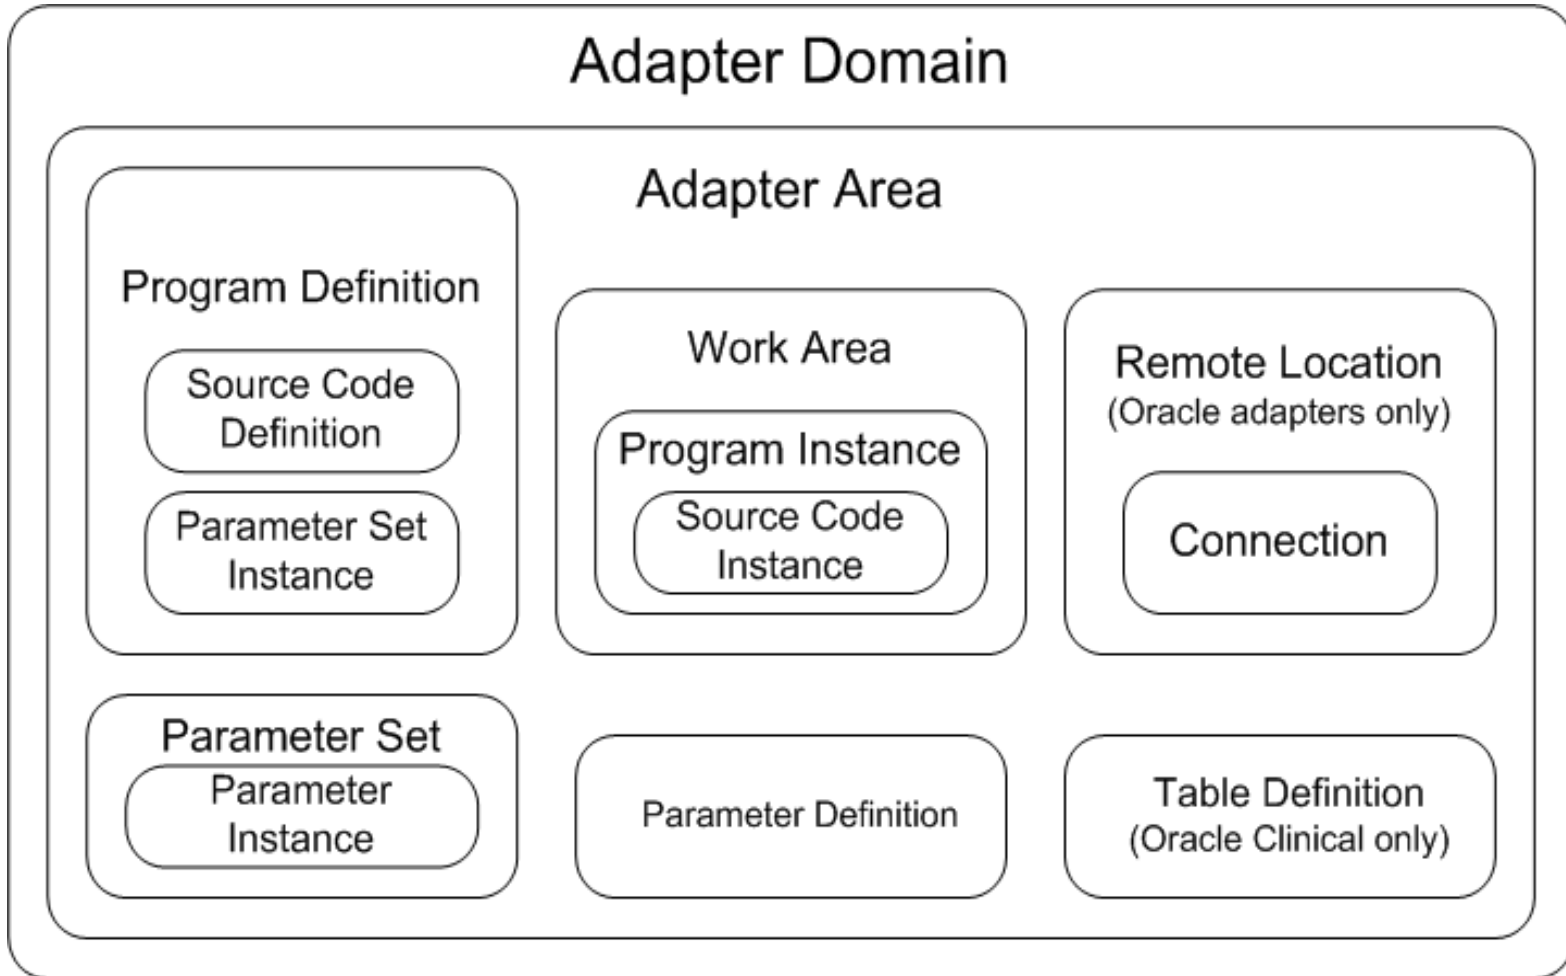 Adapter Domain
Adapter Area
Program Definition
Source Code
Definition
Parameter Set
Instance
Work Area
Program Instance
Source Code
Instance
Remote Location
(Oracle adapters only)
Connection
Parameter Set
Parameter
Instance
Parameter Definition
Table Definition
(Oracle Clinical only)